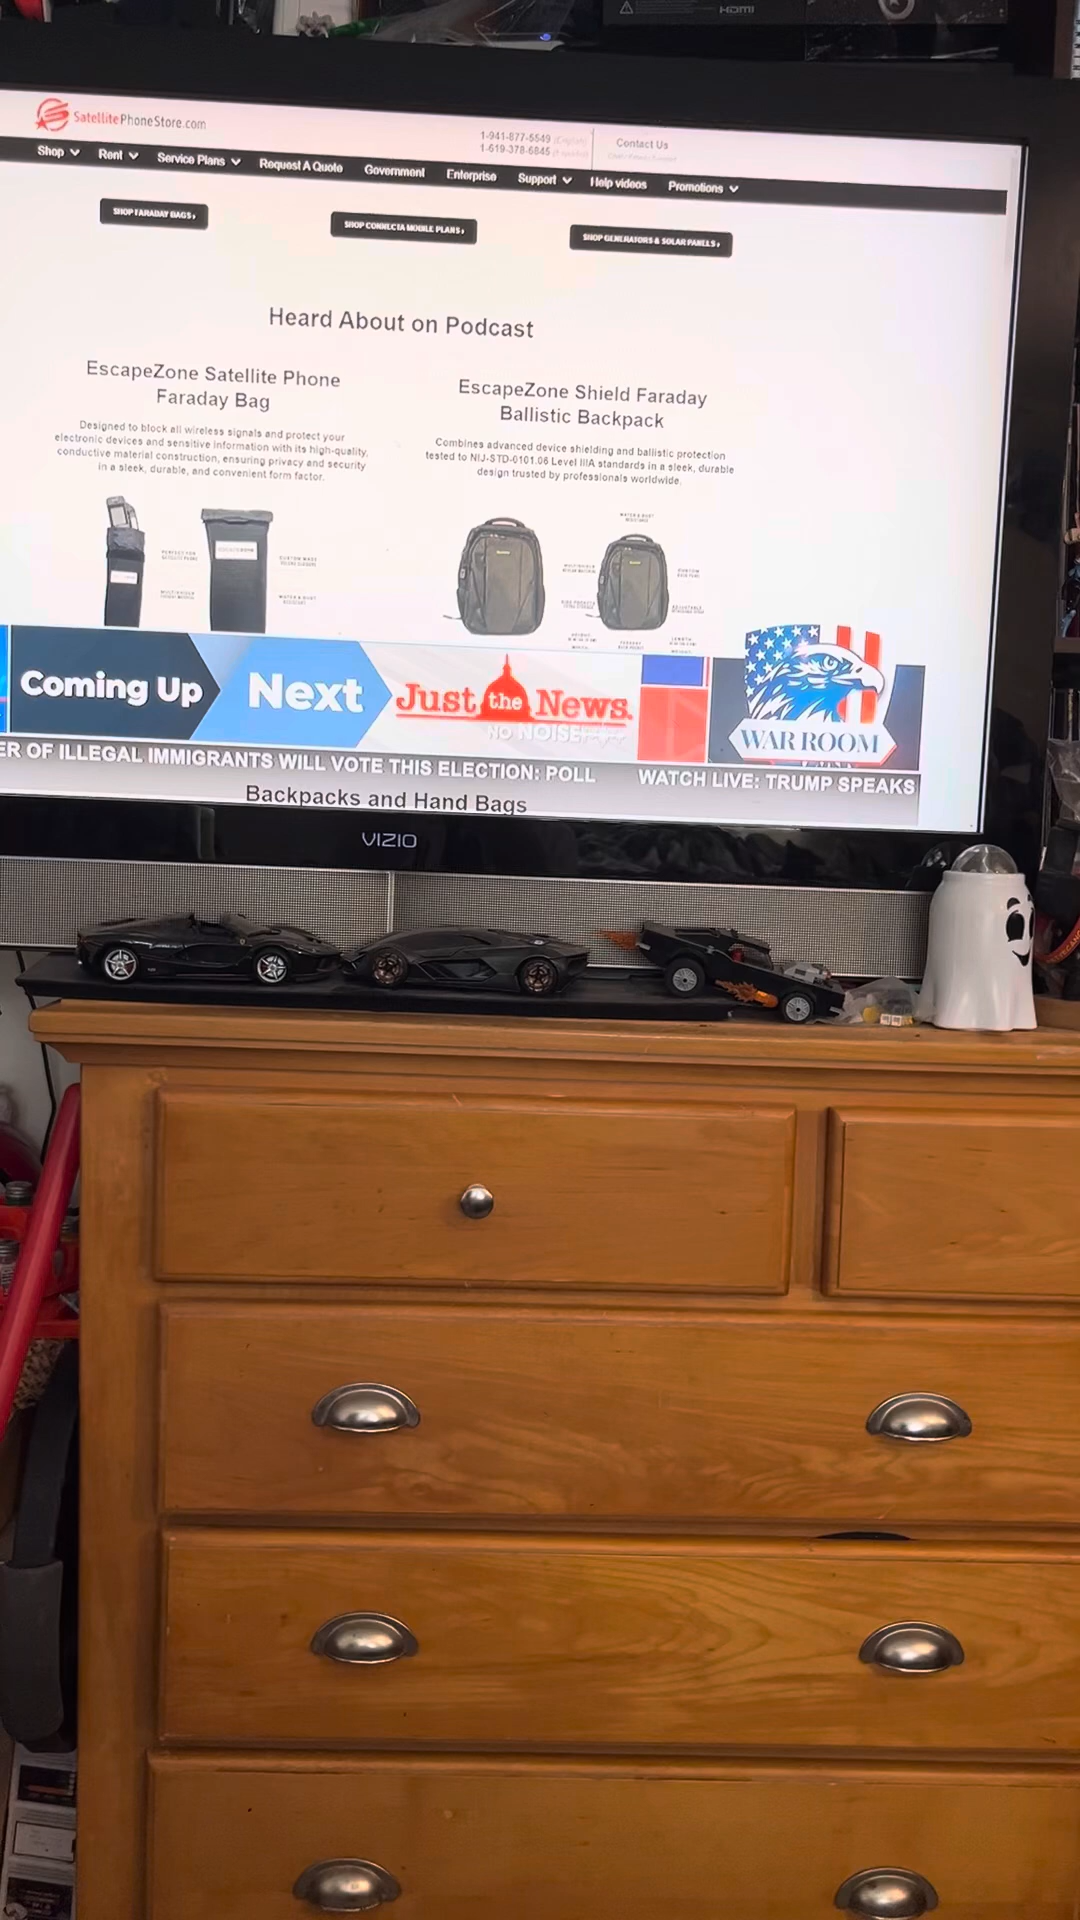 HDMI
SatellitePhoneStore.com
1-941-877-5549 (English)
1-619-378-6845
Contact Us
Shop Rent Service Plans Request A Quote Government Enterprise Support Help videos Promotions
SHOP FARADAY BAGS
SHOP CONNECTA MOBILE PLANS
SHOP GENERATORS & SOLAR PANELS
Heard About on Podcast
EscapeZone Satellite Phone
Faraday Bag
Designed to block all wireless signals and protect your
electronic devices and sensitive information with its high-quality,
conductive material construction, ensuring privacy and security
in a sleek, durable, and convenient form factor.
EscapeZone Shield Faraday
Ballistic Backpack
Combines advanced device shielding and ballistic protection
tested to NIJ-STD-0101.06 Level IIIA standards in a sleek, durable
design trusted by professionals worldwide.
WATER & DUST
RESISTANT
Coming Up Next Just the News.
NO NOISE
WAR ROOM
ER OF ILLEGAL IMMIGRANTS WILL VOTE THIS ELECTION: POLL WATCH LIVE: TRUMP SPEAKS
Backpacks and Hand Bags
VIZIO